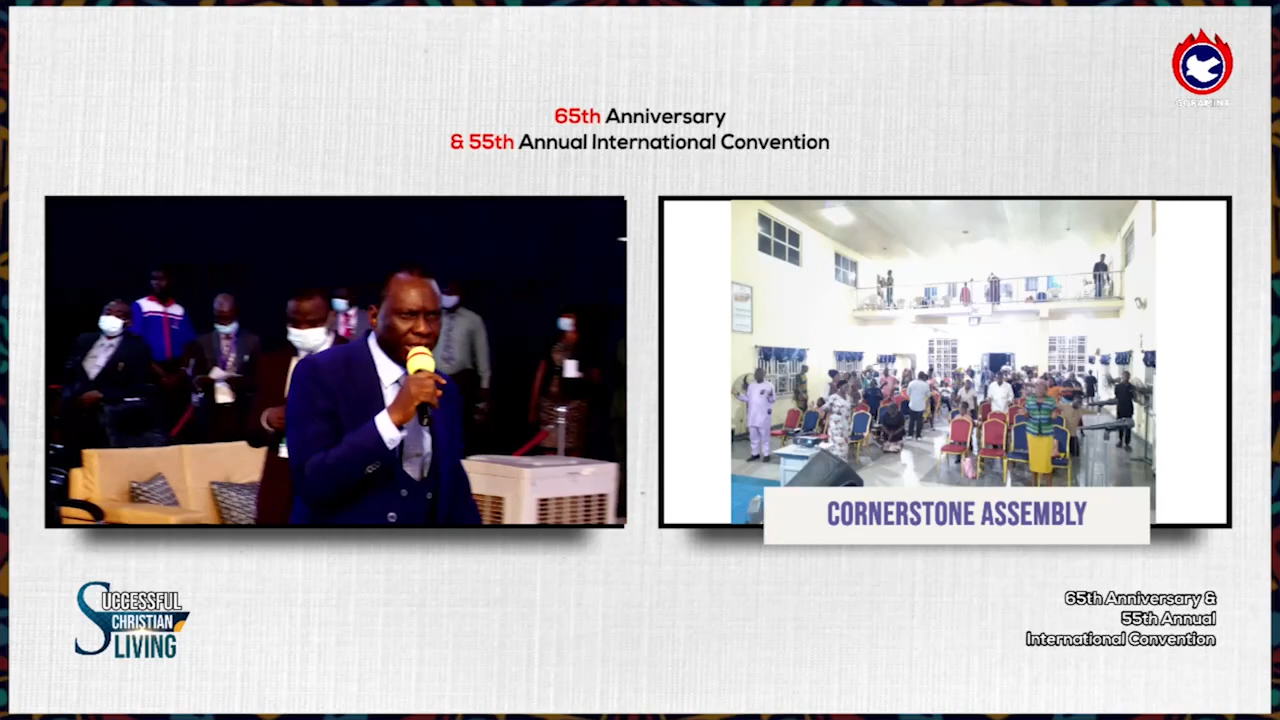 65th Anniversary
& 55th Annual International Convention
CORNERSTONE ASSEMBLY
SUCCESSFUL
CHRISTIAN
LIVING
65th Anniversary &
55th Annual
International Convention